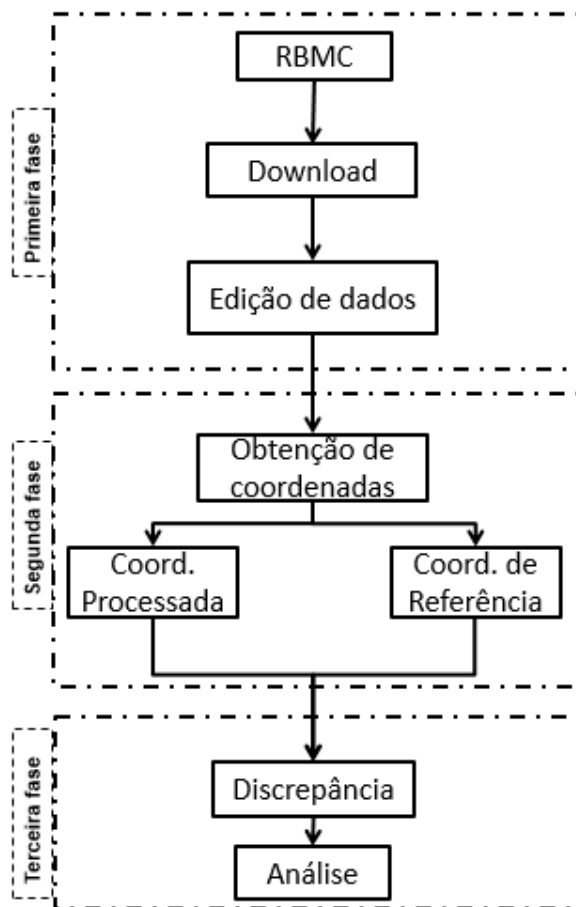 Primeira fase
RBMC
Download
Edição de dados
Segunda fase
Obtenção de
coordenadas
Coord.
Processada
Coord. de
Referência
Terceira fase
Discrepância
Análise